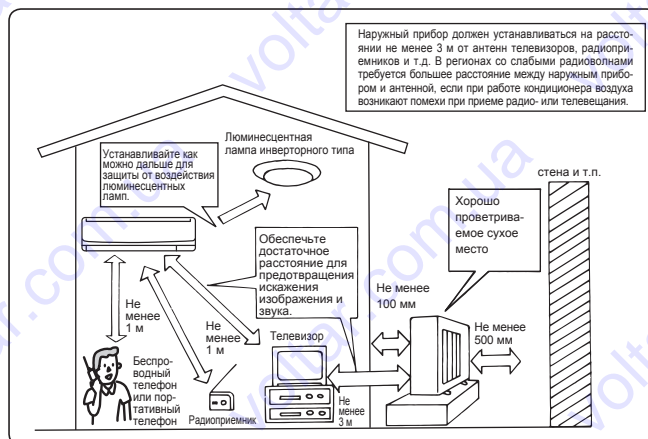 Наружный прибор должен устанавливаться на рассто-
янии не менее 3 м от антенн телевизоров, радиопри-
емников и т.д. В регионах со слабыми радиоволнами
требуется большее расстояние между наружным прибо-
ром и антенной, если при работе кондиционера воздуха
возникают помехи при приеме радио- или телевещания.
Люминесцентная
лампа инверторного типа
Устанавливайте как
можно дальше для
защиты от воздействия
люминесцентных
ламп.
стена и т.п.
Хорошо
проветрива-
емое сухое
место
Обеспечьте
достаточное
расстояние для
предотвращения
искажения
изображения и
звука.
Не менее
100 мм
Не
менее
1 м
Не
менее
1 м
Телевизор
Не менее
500 мм
Беспро-
водный
телефон
или пор-
тативный
телефон
Радиоприемник
Не
менее
3 м
voltar.com.ua